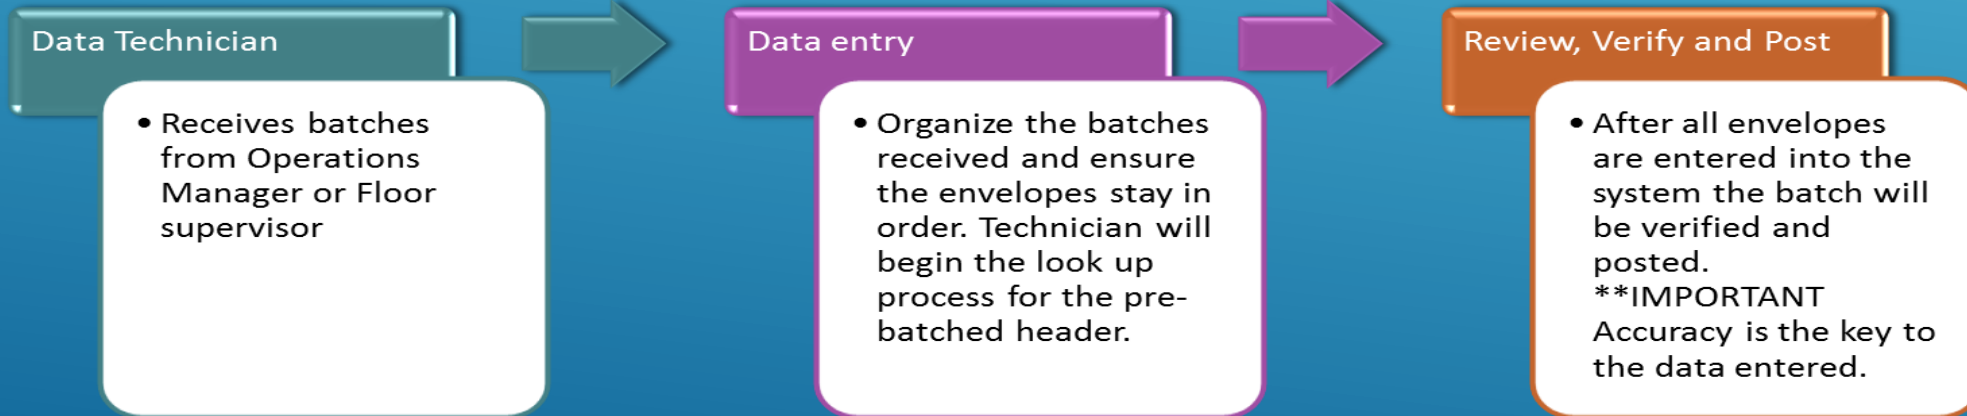 Data Technician
• Receives batches
from Operations
Manager or Floor
supervisor
Data entry
• Organize the batches
received and ensure
the envelopes stay in
order. Technician will
begin the look up
process for the pre-
batched header.
Review, Verify and Post
• After all envelopes
are entered into the
system the batch will
be verified and
posted.
**IMPORTANT
Accuracy is the key to
the data entered.